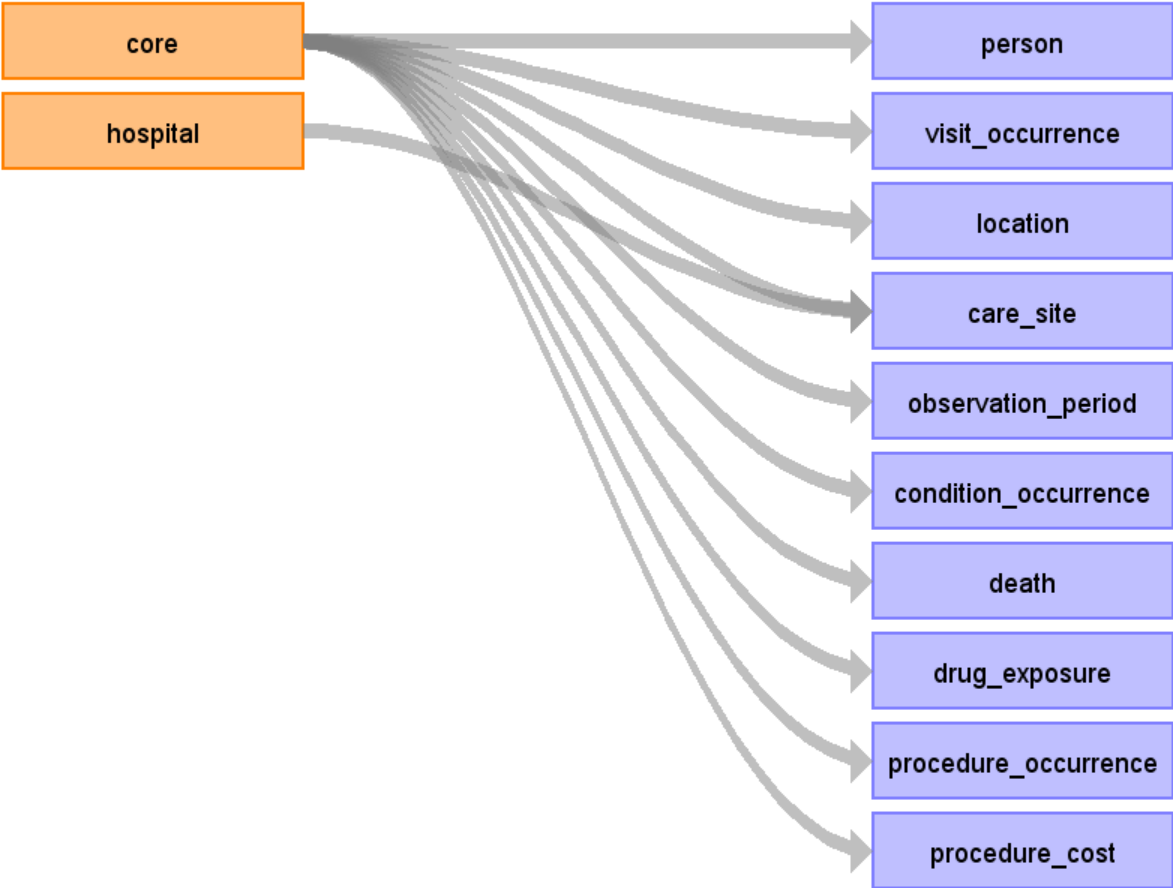 core
hospital
person
visit_occurrence
location
care_site
observation_period
condition_occurrence
death
drug_exposure
procedure_occurrence
procedure_cost